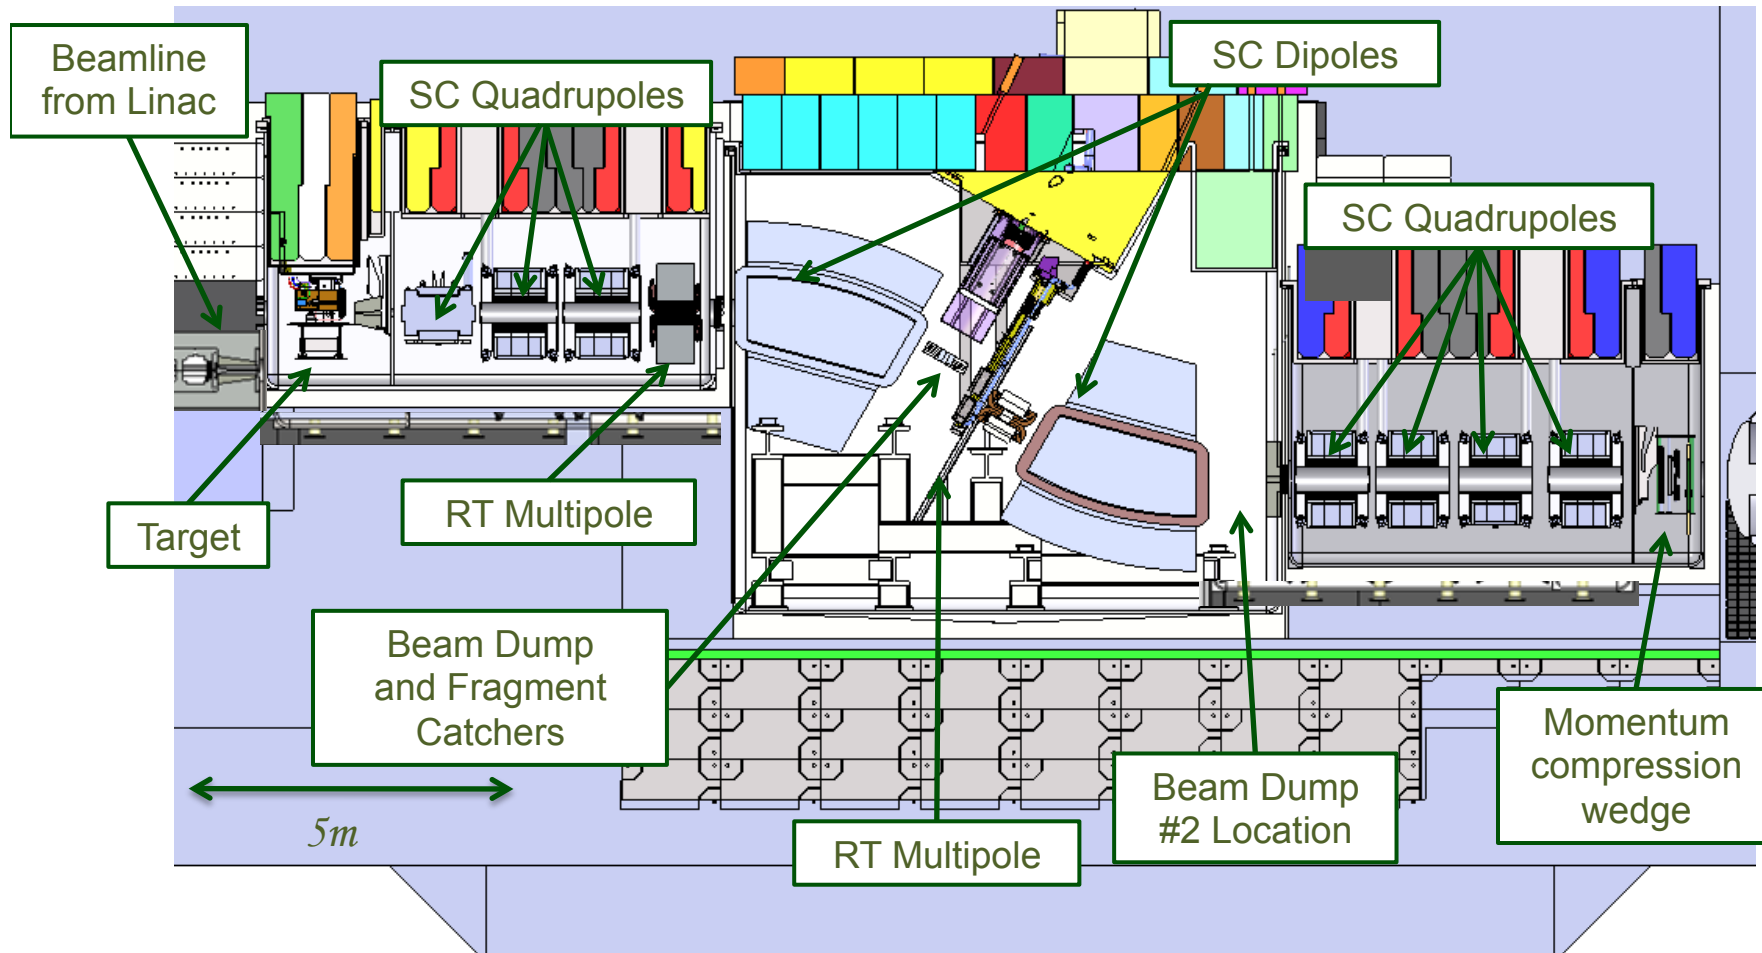 Beamline
from Linac
SC Quadrupoles
SC Dipoles
SC Quadrupoles
Target
RT Multipole
Beam Dump
and Fragment
Catchers
5m
RT Multipole
Beam Dump
#2 Location
Momentum
compression
wedge